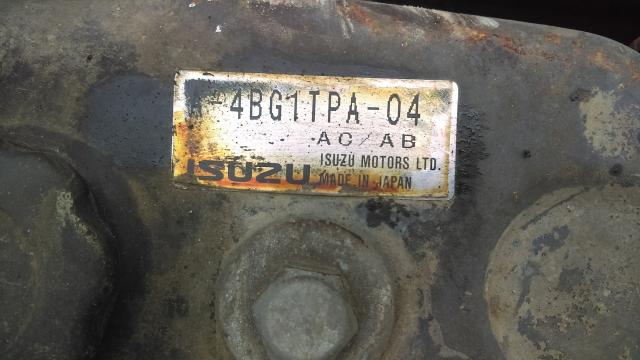 -4BG1TPA-04
AC/AB
ISUZU MOTORS LTD.
ISUZU MADE IN JAPAN